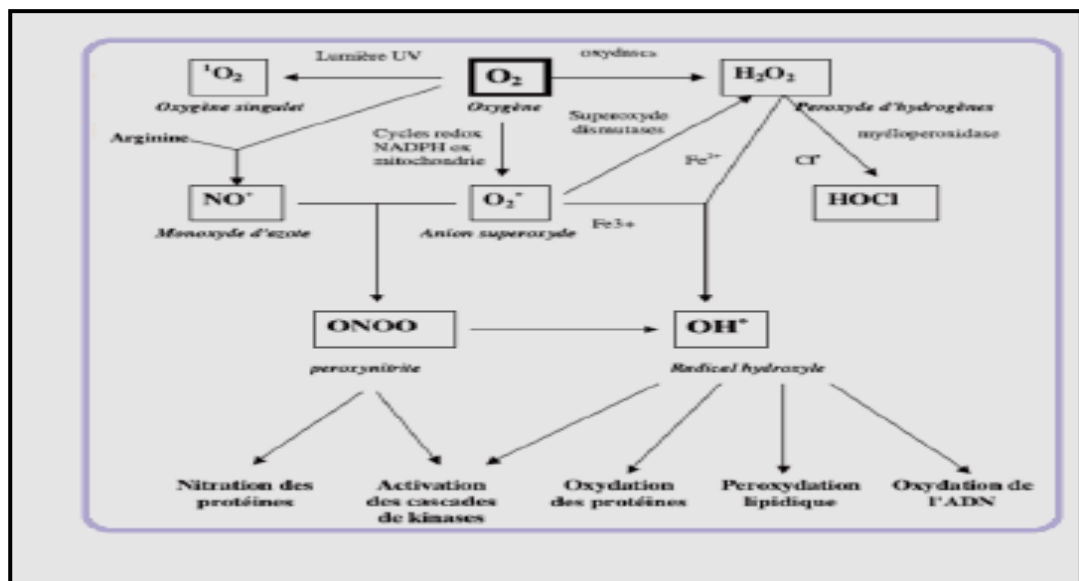 Lumière UV
oxydases
¹O₂
O₂
H₂O₂
Oxygène singulet
Oxygène
Peroxyde d'hydrogènes
Arginine
Cycles redox
NADPH ox
mitochondrie
Superoxyde
dismutases
myéloperoxidase
Fe²⁺
Cl⁻
NO°
O₂°
HOCl
Monoxyde d'azote
Anion superoxyde
Fe3+
ONOO
OH°
peroxynitrite
Radical hydroxyle
Nitration des
protéines
Activation
des cascades
de kinases
Oxydation
des protéines
Peroxydation
lipidique
Oxydation de
l'ADN